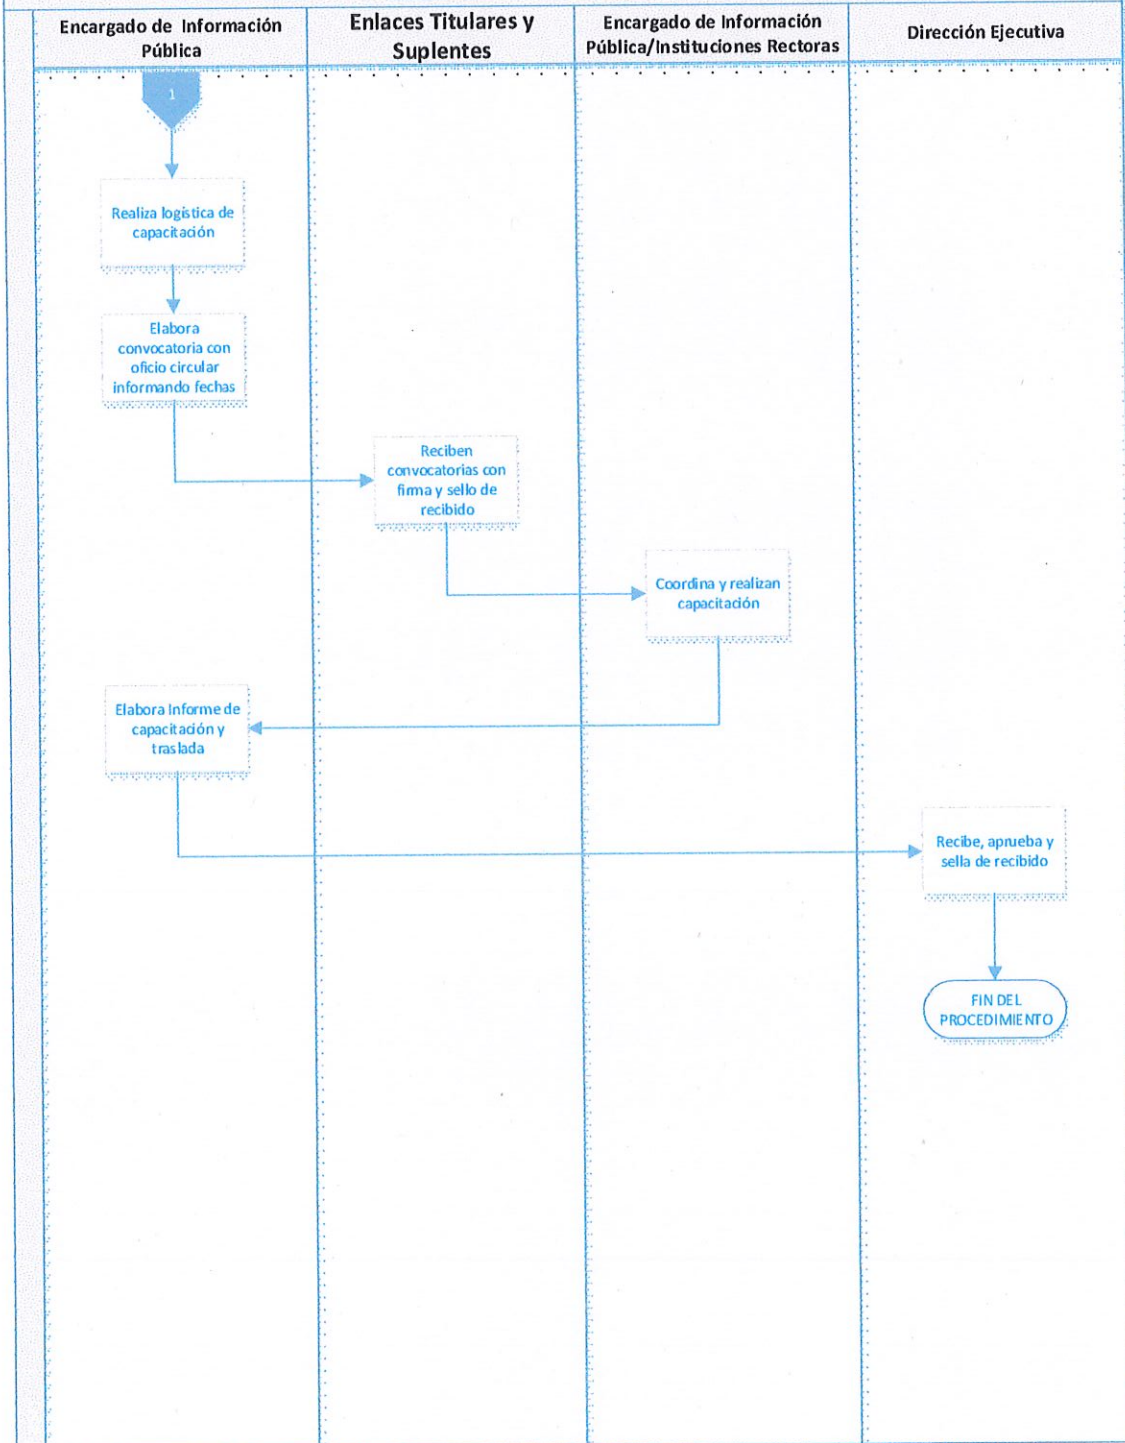 Encargado de Información
Pública
Enlaces Titulares y
Suplentes
Encargado de Información
Pública/Instituciones Rectoras
Dirección Ejecutiva
1
Realiza logística de
capacitación
Elabora
convocatoria con
oficio circular
informando fechas
Reciben
convocatorias con
firma y sello de
recibido
Coordina y realizan
capacitación
Elabora Informe de
capacitación y
traslada
Recibe, aprueba y
sella de recibido
FIN DEL
PROCEDIMIENTO